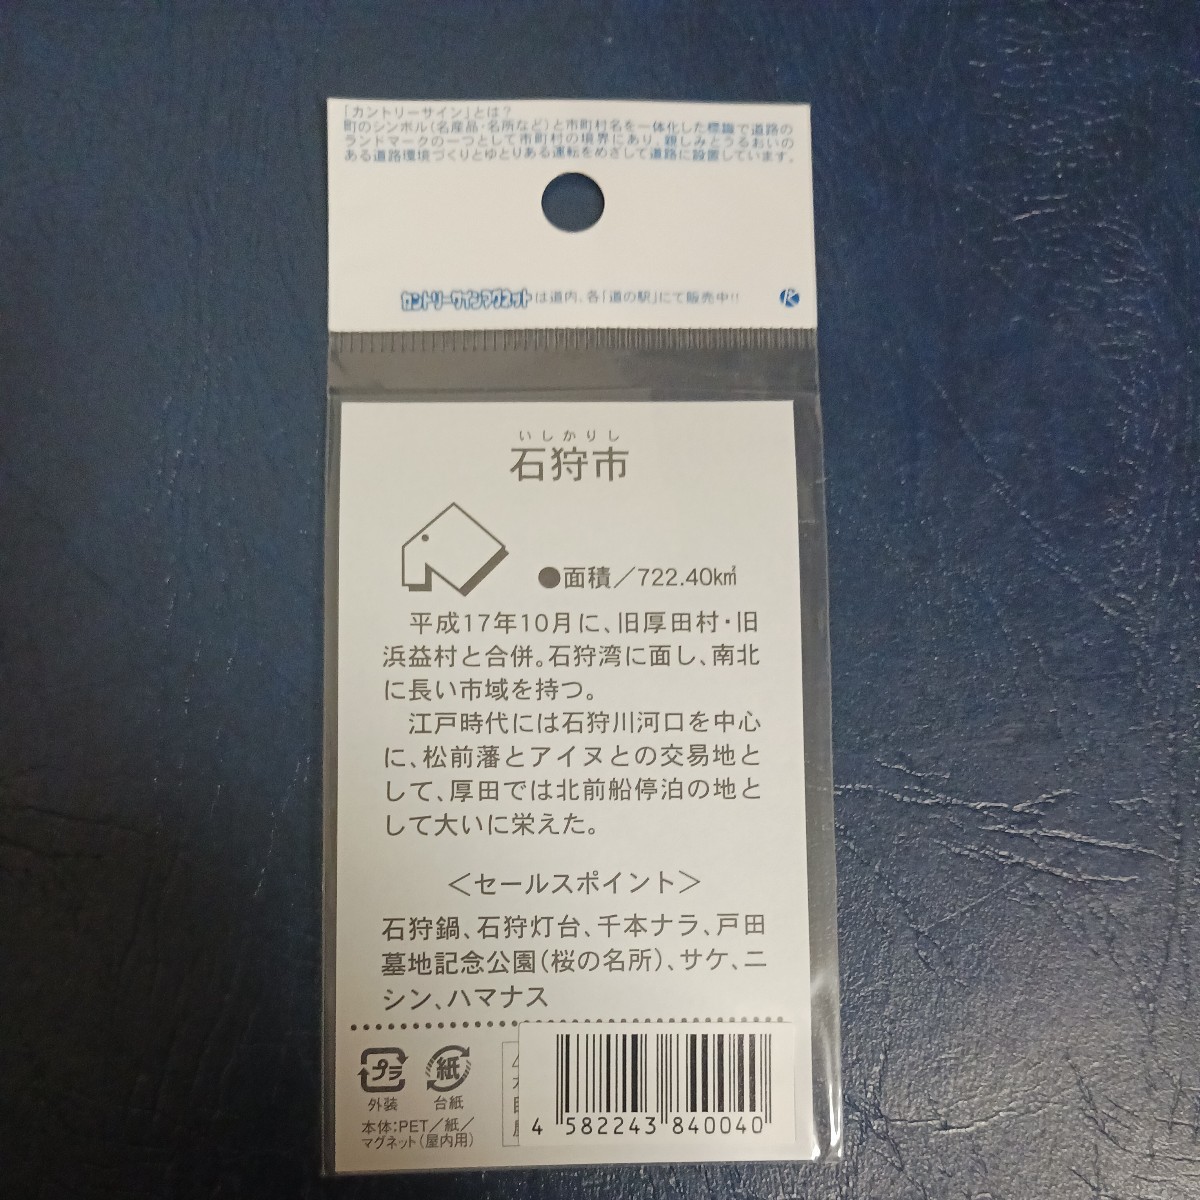 「カントリーサイン」とは?
町のシンボル(名産品・名所など)と市町村名を一体化した標識で道路の
ランドマークの一つとして市町村の境界にあり、親しみとうるおいの
ある道路環境づくりとゆとりある運転をめざして道路に設置しています。
カントリーサインマグネットは道内、各「道の駅」にて販売中!!
いしかりし
石狩市
●面積／722.40k㎡
平成17年10月に、旧厚田村・旧
浜益村と合併。石狩湾に面し、南北
に長い市域を持つ。
江戸時代には石狩川河口を中心
に、松前藩とアイヌとの交易地と
して、厚田では北前船停泊の地と
して大いに栄えた。
＜セールスポイント＞
石狩鍋、石狩灯台、千本ナラ、戸田
墓地記念公園(桜の名所)、サケ、ニ
シン、ハマナス
プラ 紙
外装 台紙
本体:PET／紙／
マグネット(屋内用)
4 582243 840040